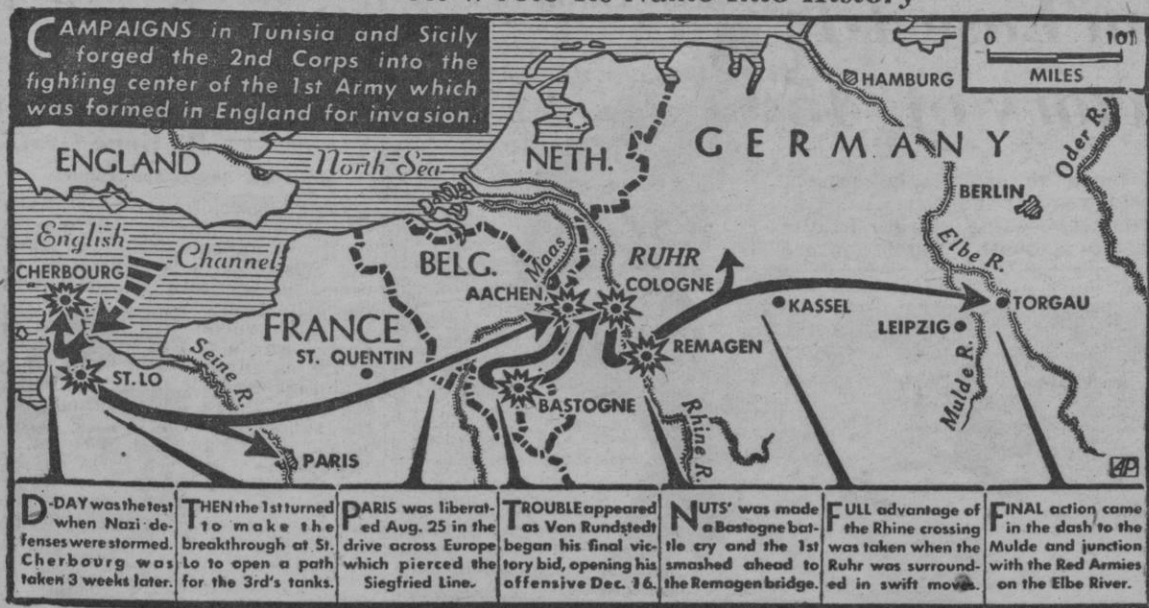 wrote its Name Into History
CAMPAIGNS in Tunisia and Sicily
forged the 2nd Corps into the
fighting center of the 1st Army which
was formed in England for invasion.
0 101
MILES
HAMBURG
GERMANY
Oder R.
ENGLAND
North Sea
NETH.
BERLIN
English
Channel
CHERBOURG
BELG.
Maas
RUHR
Elbe R.
AACHEN
COLOGNE
KASSEL
TORGAU
FRANCE
LEIPZIG
ST. QUENTIN
REMAGEN
Seine R.
ST. LO
BASTOGNE
Mulde R.
Rhine R.
PARIS
AP
D-DAY was the test
when Nazi de-
fenses were stormed.
Cherbourg was
taken 3 weeks later.
THEN the 1st turned
to make the
breakthrough at St.
Lo to open a path
for the 3rd's tanks.
PARIS was liberat-
ed Aug. 25 in the
drive across Europe
which pierced the
Siegfried Line.
TROUBLE appeared
as Von Rundstedt
began his final vic-
tory bid, opening his
offensive Dec. 16.
NUTS' was made
a Bastogne bat-
tle cry and the 1st
smashed ahead to
the Remagen bridge.
FULL advantage of
the Rhine crossing
was taken when the
Ruhr was surround-
ed in swift moves.
FINAL action came
in the dash to the
Mulde and junction
with the Red Armies
on the Elbe River.